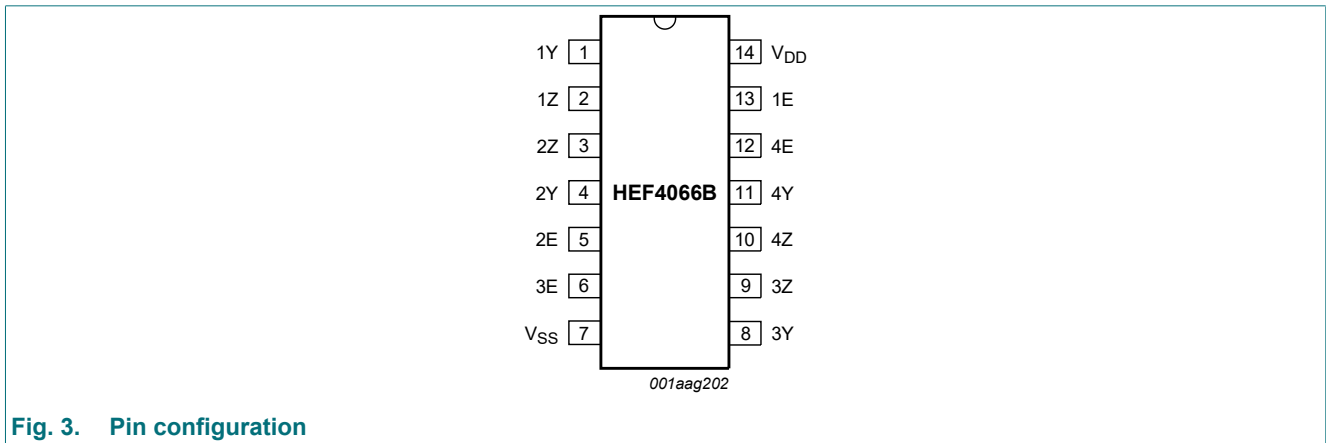 1Y 1 14 VDD
1Z 2 13 1E
2Z 3 12 4E
2Y 4 HEF4066B 11 4Y
2E 5 10 4Z
3E 6 9 3Z
VSS 7 8 3Y
001aag202
Fig. 3. Pin configuration